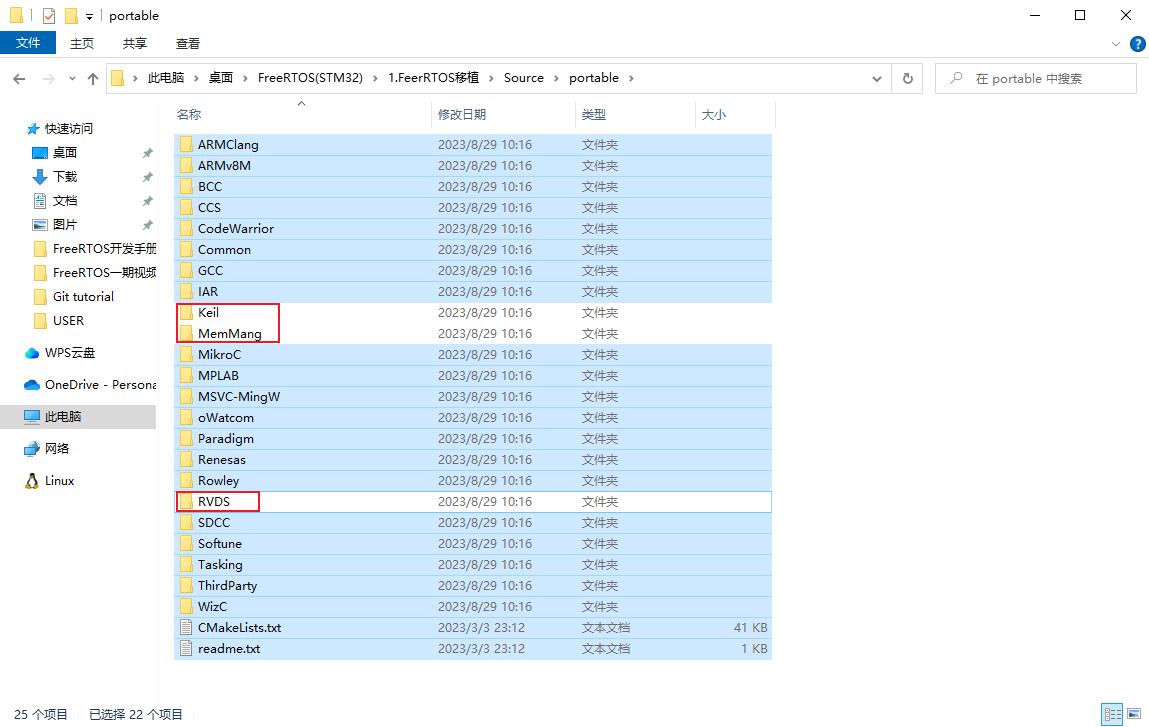 portable
文件 主页 共享 查看
此电脑 桌面 FreeRTOS(STM32) 1.FeerRTOS移植 Source portable 在 portable 中搜索
名称 修改日期 类型 大小
快速访问
桌面
下载
文档
图片
FreeRTOS开发手册
FreeRTOS一期视频
Git tutorial
USER
WPS云盘
OneDrive - Persona
此电脑
网络
Linux
ARMClang 2023/8/29 10:16 文件夹
ARMv8M 2023/8/29 10:16 文件夹
BCC 2023/8/29 10:16 文件夹
CCS 2023/8/29 10:16 文件夹
CodeWarrior 2023/8/29 10:16 文件夹
Common 2023/8/29 10:16 文件夹
GCC 2023/8/29 10:16 文件夹
IAR 2023/8/29 10:16 文件夹
Keil 2023/8/29 10:16 文件夹
MemMang 2023/8/29 10:16 文件夹
MikroC 2023/8/29 10:16 文件夹
MPLAB 2023/8/29 10:16 文件夹
MSVC-MingW 2023/8/29 10:16 文件夹
oWatcom 2023/8/29 10:16 文件夹
Paradigm 2023/8/29 10:16 文件夹
Renesas 2023/8/29 10:16 文件夹
Rowley 2023/8/29 10:16 文件夹
RVDS 2023/8/29 10:16 文件夹
SDCC 2023/8/29 10:16 文件夹
Softune 2023/8/29 10:16 文件夹
Tasking 2023/8/29 10:16 文件夹
ThirdParty 2023/8/29 10:16 文件夹
WizC 2023/8/29 10:16 文件夹
CMakeLists.txt 2023/3/3 23:12 文本文档 41 KB
readme.txt 2023/3/3 23:12 文本文档 1 KB
25 个项目 已选择 22 个项目